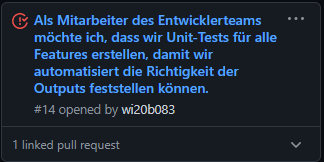 Als Mitarbeiter des Entwicklerteams
möchte ich, dass wir Unit-Tests für alle
Features erstellen, damit wir
automatisiert die Richtigkeit der
Outputs feststellen können.
#14 opened by wi20b083
1 linked pull request